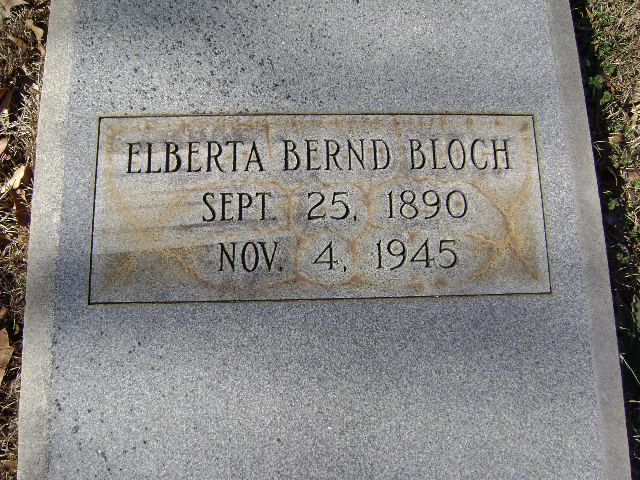 ELBERTA BERND BLOCH
SEPT. 25, 1890
NOV. 4, 1945